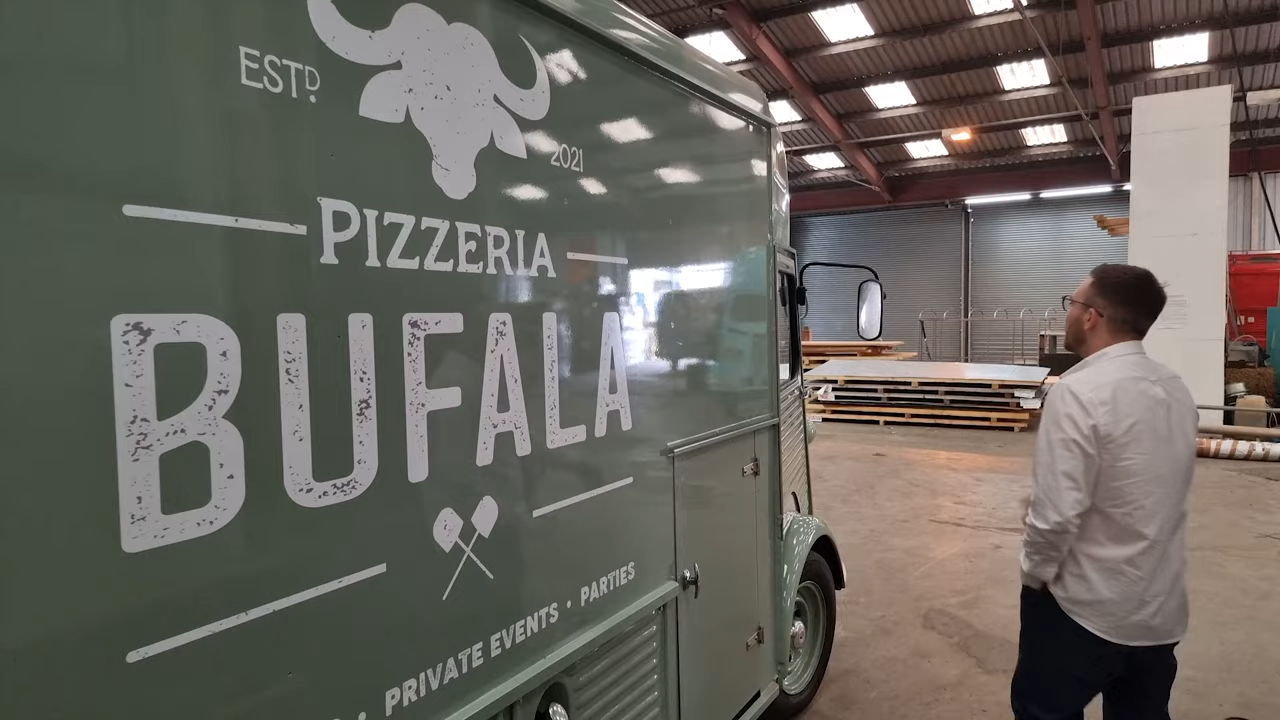 ESTD.
2021
PIZZERIA
BUFALA
• PRIVATE EVENTS • PARTIES